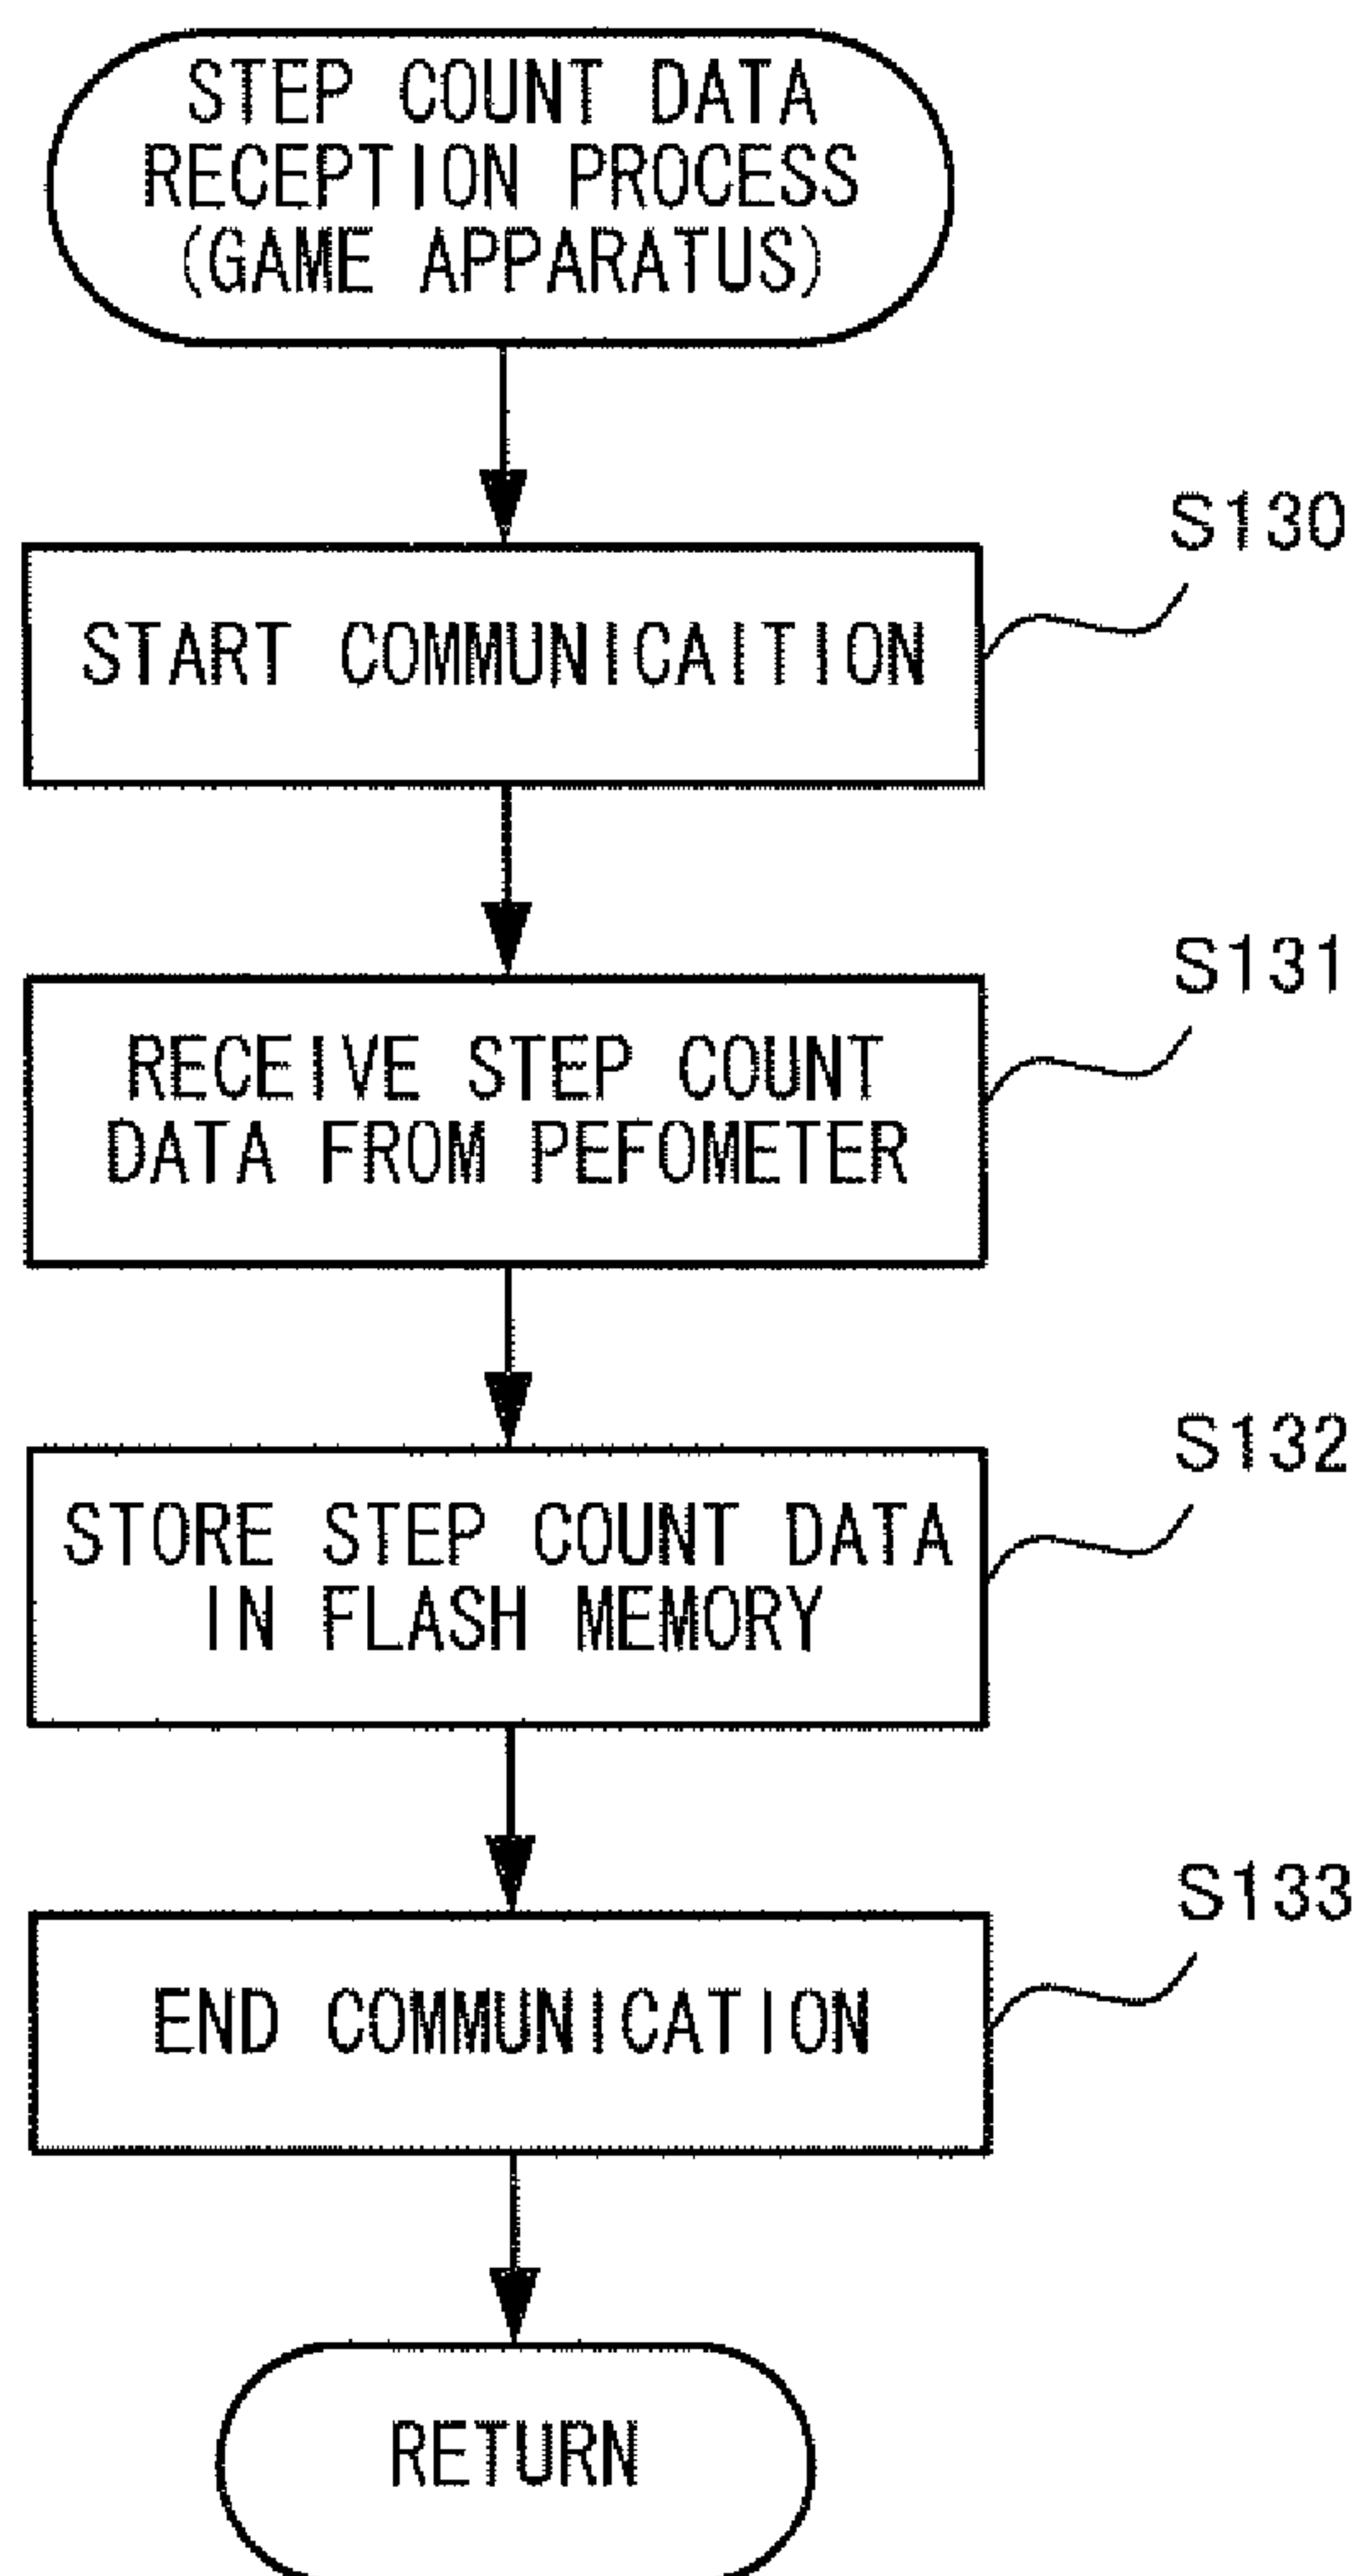 STEP COUNT DATA
RECEPTION PROCESS
(GAME APPARATUS)
S130
START COMMUNICAITION
S131
RECEIVE STEP COUNT
DATA FROM PEFOMETER
S132
STORE STEP COUNT DATA
IN FLASH MEMORY
S133
END COMMUNICATION
RETURN